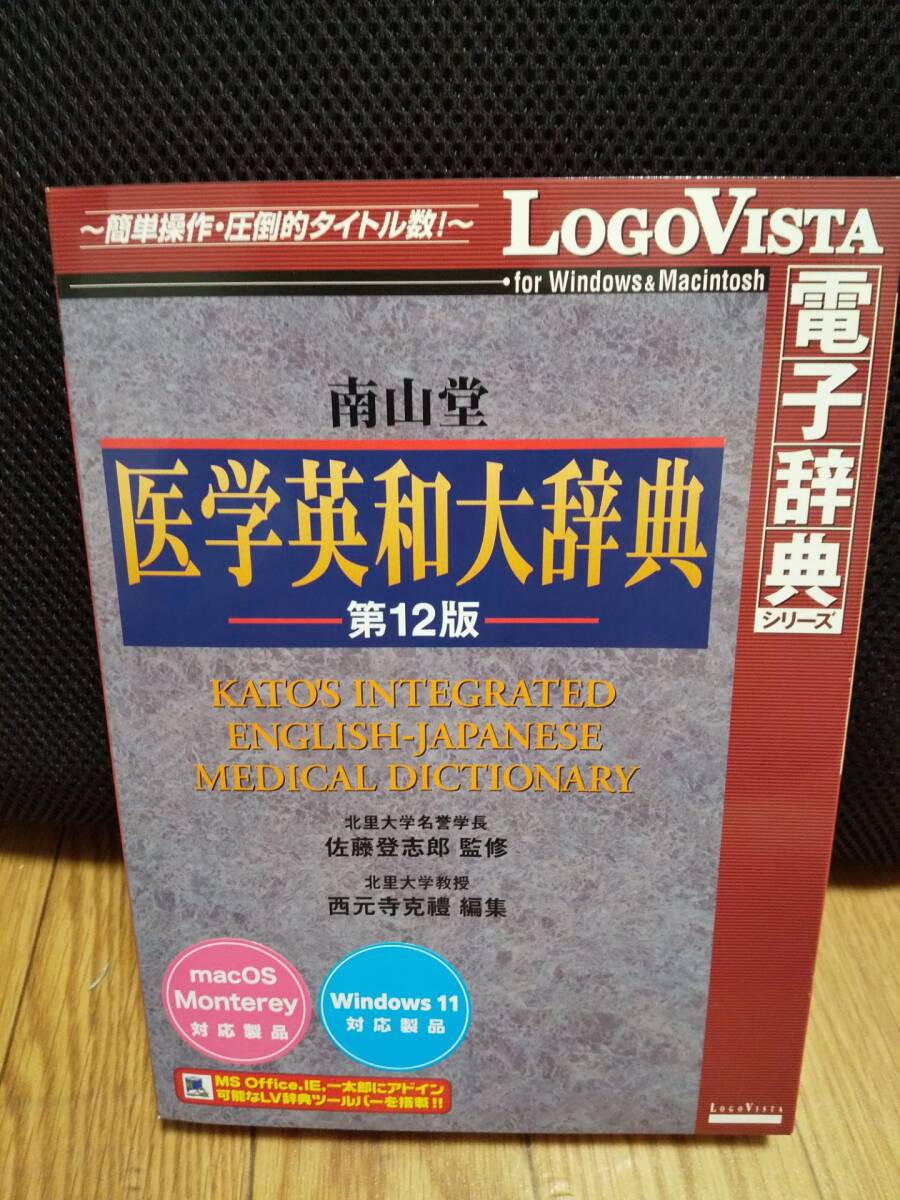 ～簡単操作・圧倒的タイトル数!～
LOGOVISTA
・for Windows&Macintosh
電子辞典
シリーズ
南山堂
医学英和大辞典
第12版
KATO'S INTEGRATED
ENGLISH-JAPANESE
MEDICAL DICTIONARY
北里大学名誉学長
佐藤登志郎 監修
北里大学教授
西元寺克禮 編集
macOS
Monterey
対応製品
Windows 11
対応製品
MS Office,IE,一太郎にアドイン
可能なLV辞典ツールバーを搭載!!
LOGOVISTA